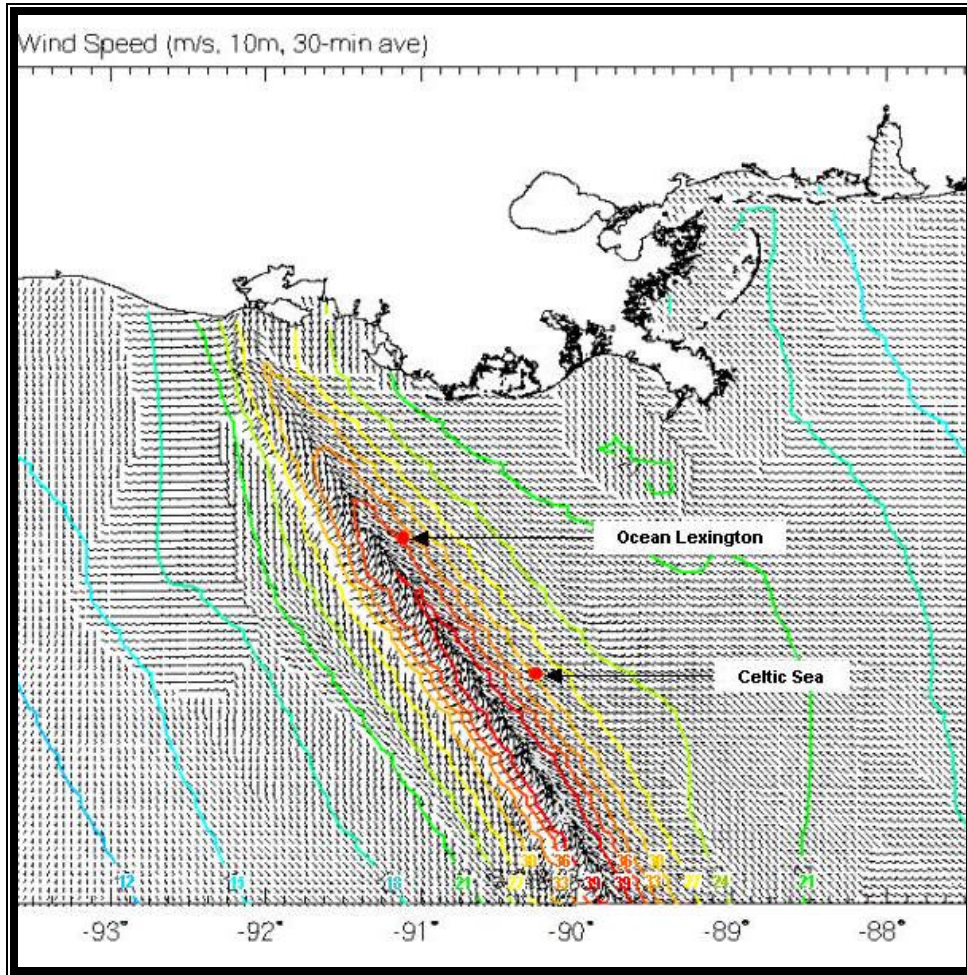 Wind Speed (m/s, 10m, 30-min ave)
Ocean Lexington
Celtic Sea
30 36 36 30
12 15 18 21 27 33 39 39 33 27 24 21
-93° -92° -91° -90° -89° -88°